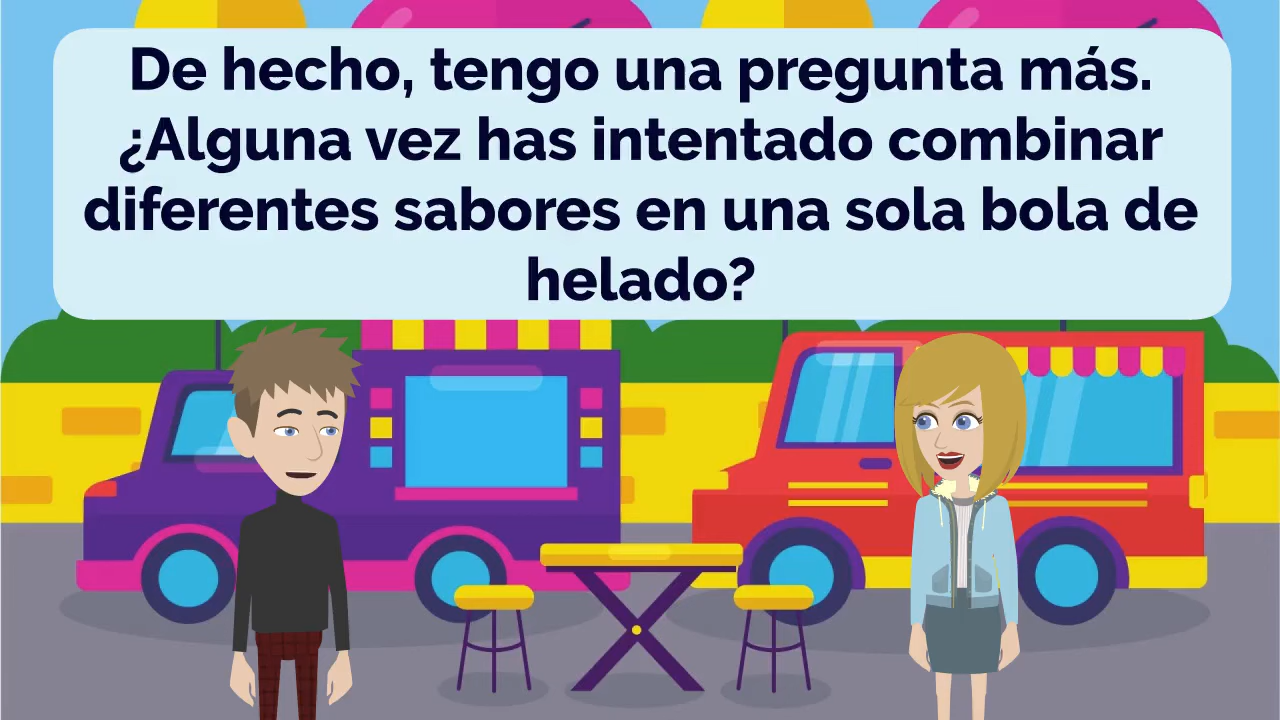 De hecho, tengo una pregunta más.
¿Alguna vez has intentado combinar
diferentes sabores en una sola bola de
helado?